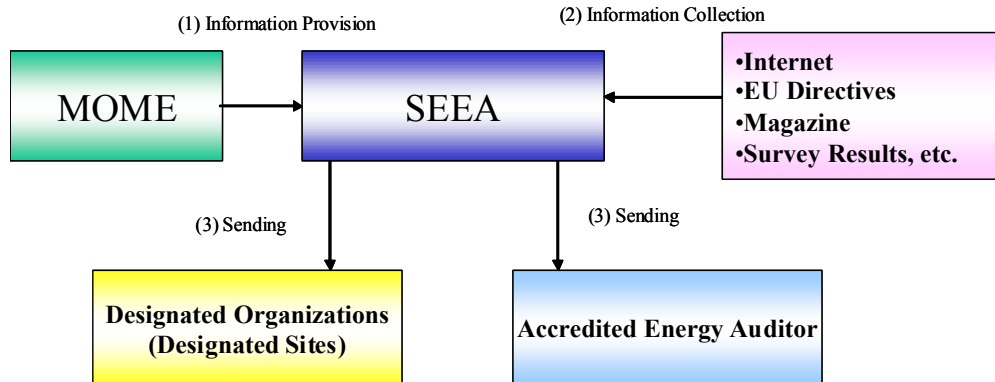 (1) Information Provision
(2) Information Collection
MOME
SEEA
•Internet
•EU Directives
•Magazine
•Survey Results, etc.
(3) Sending
(3) Sending
Designated Organizations
(Designated Sites)
Accredited Energy Auditor